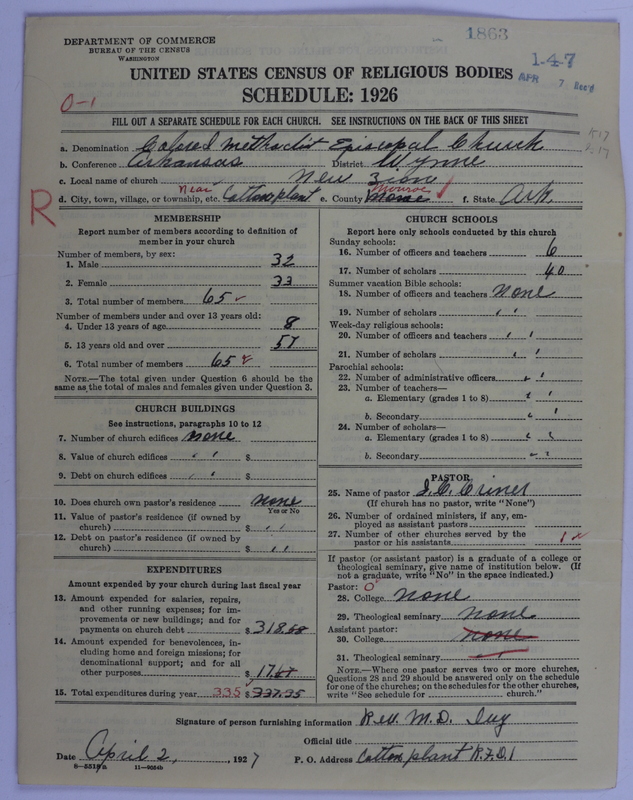 1863
DEPARTMENT OF COMMERCE
BUREAU OF THE CENSUS
WASHINGTON
1-47
APR 7 Rec'd
UNITED STATES CENSUS OF RELIGIOUS BODIES
SCHEDULE: 1926
0-1
FILL OUT A SEPARATE SCHEDULE FOR EACH CHURCH. SEE INSTRUCTIONS ON THE BACK OF THIS SHEET
a. Denomination Colored Methodist Episcopal Church
b. Conference Arkansas District Wynne
c. Local name of church New Zion
d. City, town, village, or township, etc. Near Cotton plant e. County Monroe f. State Ark.
R
MEMBERSHIP
Report number of members according to definition of
member in your church
Number of members, by sex:
1. Male 32
2. Female 33
3. Total number of members 65
Number of members under and over 13 years old:
4. Under 13 years of age 8
5. 13 years old and over 57
6. Total number of members 65
NOTE.—The total given under Question 6 should be
same as the total of males and females given under Question 3.
CHURCH BUILDINGS
See instructions, paragraphs 10 to 12
7. Number of church edifices none
8. Value of church edifices " $
9. Debt on church edifices " $
10. Does church own pastor's residence none
Yes or No
11. Value of pastor's residence (if owned by
church) $ "
12. Debt on pastor's residence (if owned by
church) $ "
EXPENDITURES
Amount expended by your church during last fiscal year
13. Amount expended for salaries, repairs,
and other running expenses; for im-
provements or new buildings; and for
payments on church debt $ 318.68
14. Amount expended for benevolences, in-
cluding home and foreign missions; for
denominational support; and for all
other purposes $ 17.67
15. Total expenditures during year 335 $ 337.35
CHURCH SCHOOLS
Report here only schools conducted by this church
Sunday schools:
16. Number of officers and teachers 6
17. Number of scholars 40
Summer vacation Bible schools:
18. Number of officers and teachers none
19. Number of scholars "
Week-day religious schools:
20. Number of officers and teachers "
21. Number of scholars "
Parochial schools:
22. Number of administrative officers "
23. Number of teachers—
a. Elementary (grades 1 to 8) "
b. Secondary "
24. Number of scholars—
a. Elementary (grades 1 to 8) "
b. Secondary "
PASTOR
25. Name of pastor
(If church has no pastor, write "None")
26. Number of ordained ministers, if any, em-
ployed as assistant pastors
27. Number of other churches served by the
pastor or his assistants 1
If pastor (or assistant pastor) is a graduate of a college or
theological seminary, give name of institution below. (If
not a graduate, write "No" in the space indicated.)
Pastor: 0
28. College none
29. Theological seminary none
Assistant pastor:
30. College none
31. Theological seminary
NOTE.—Where one pastor serves two or more churches,
Questions 28 and 29 should be answered only on the schedule
for one of the churches; on the schedules for the other churches,
write "See schedule for church."
Signature of person furnishing information Rev. M.D. Ivy
Official title
Date April 2, 1927 P. O. Address Cotton plant R.F.D 1
8—5515a 11—9024b